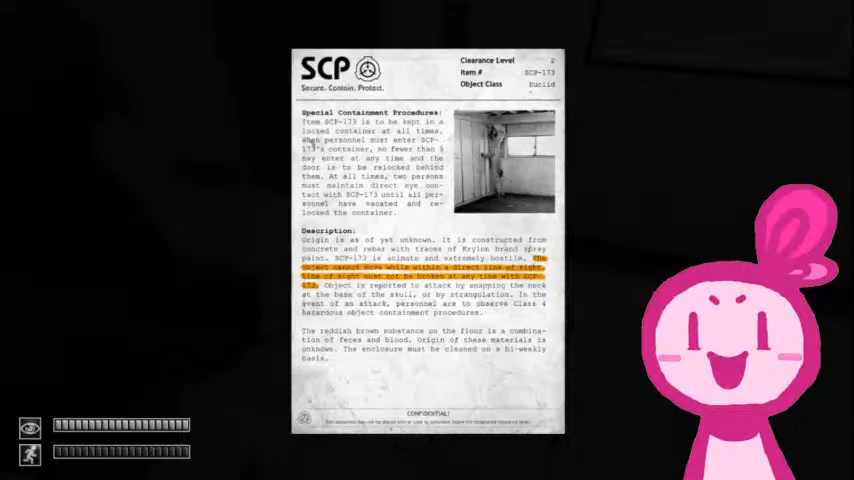 SCP
Secure. Contain. Protect.
Clearance Level 2
Item # SCP-173
Object Class Euclid
Special Containment Procedures:
Item SCP-173 is to be kept in a
locked container at all times.
When personnel must enter SCP-
173's container, no fewer than 3
may enter at any time and the
door is to be relocked behind
them. At all times, two persons
must maintain direct eye con-
tact with SCP-173 until all per-
sonnel have vacated and re-
locked the container.
Description:
Origin is as of yet unknown. It is constructed from
concrete and rebar with traces of Krylon brand spray
paint. SCP-173 is animate and extremely hostile. The
object cannot move while within a direct line of sight.
Line of sight must not be broken at any time with SCP-
173. Object is reported to attack by snapping the neck
at the base of the skull, or by strangulation. In the
event of an attack, personnel are to observe Class 4
hazardous object containment procedures.
The reddish brown substance on the floor is a combina-
tion of feces and blood. Origin of these materials is
unknown. The enclosure must be cleaned on a bi-weekly
basis.
CONFIDENTIAL!